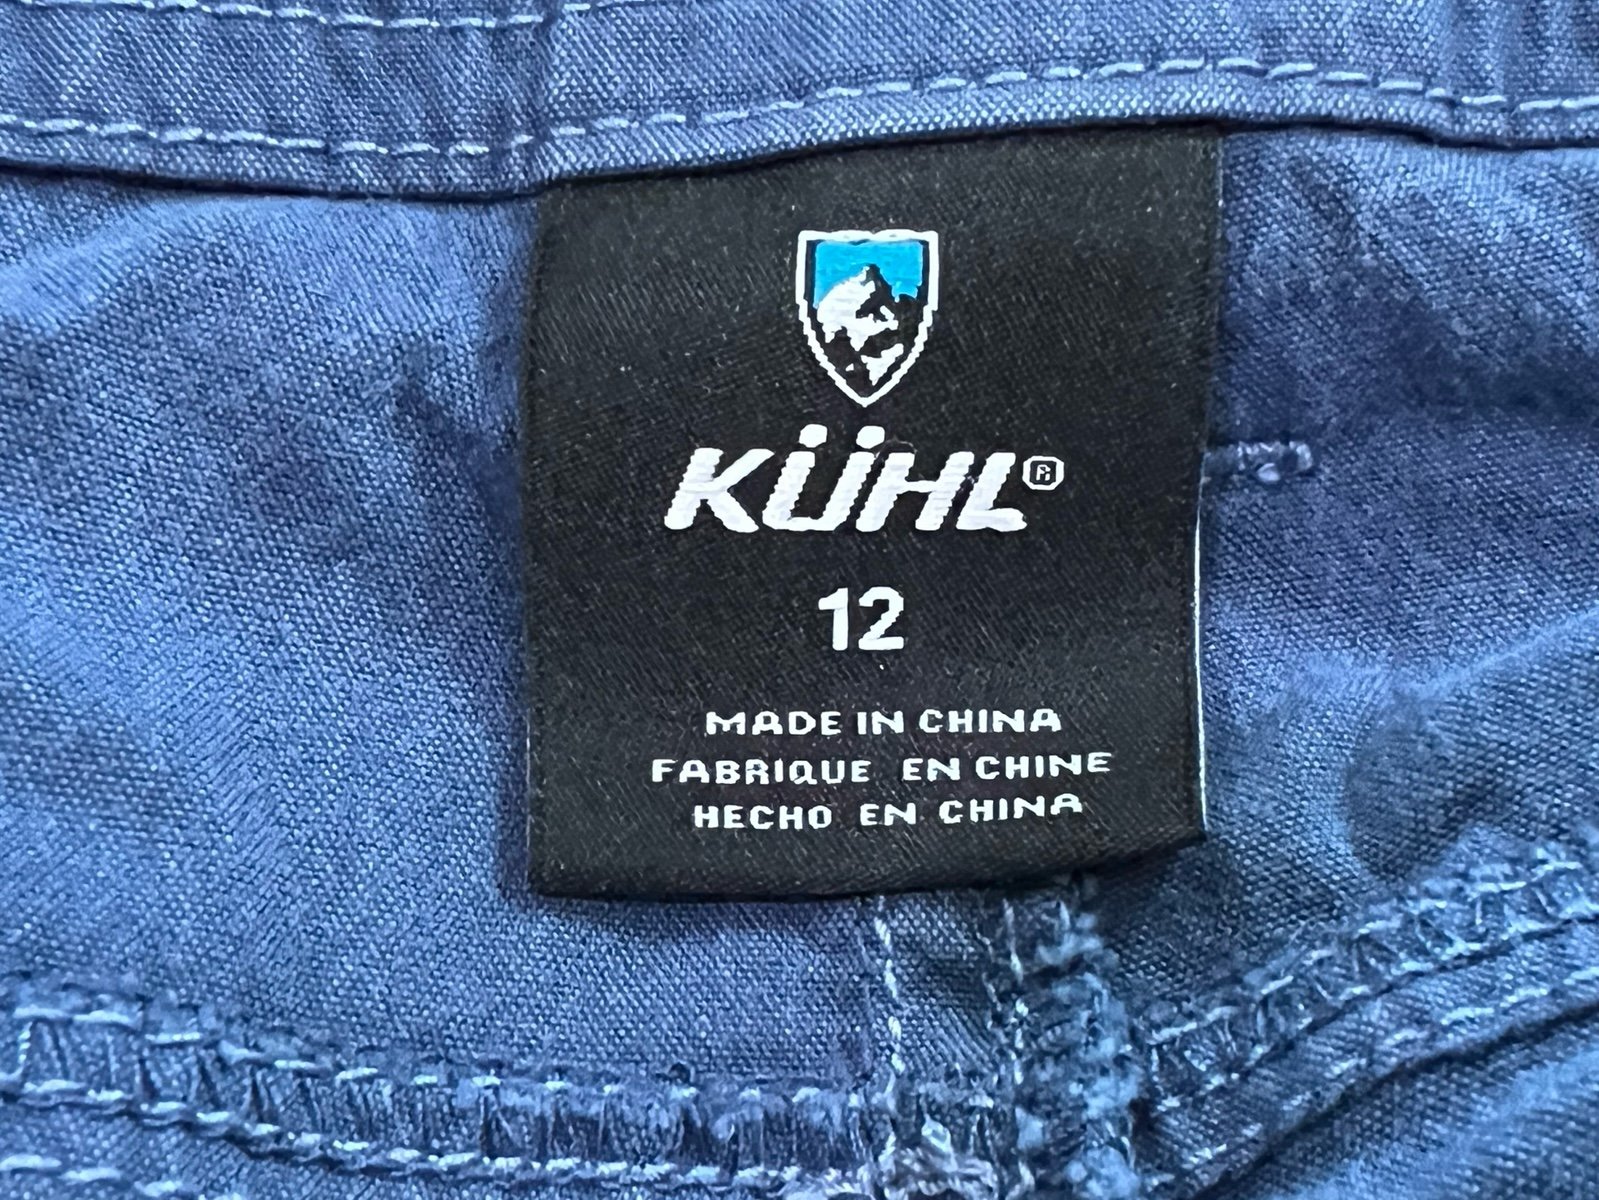 KÜHL®
12
MADE IN CHINA
FABRIQUE EN CHINE
HECHO EN CHINA